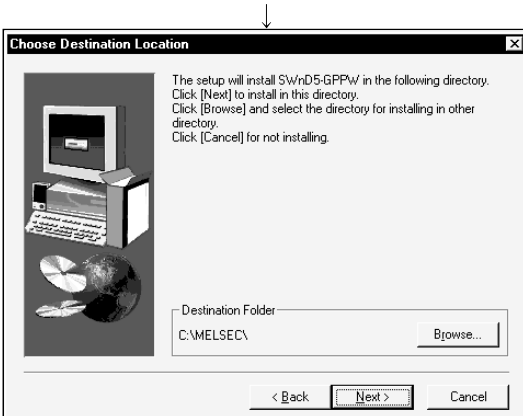 Choose Destination Location
The setup will install SWnD5-GPPW in the following directory.
Click [Next] to install in this directory.
Click [Browse] and select the directory for installing in other
directory.
Click [Cancel] for not installing.
Destination Folder
C:\MELSEC\
Browse...
< Back
Next >
Cancel